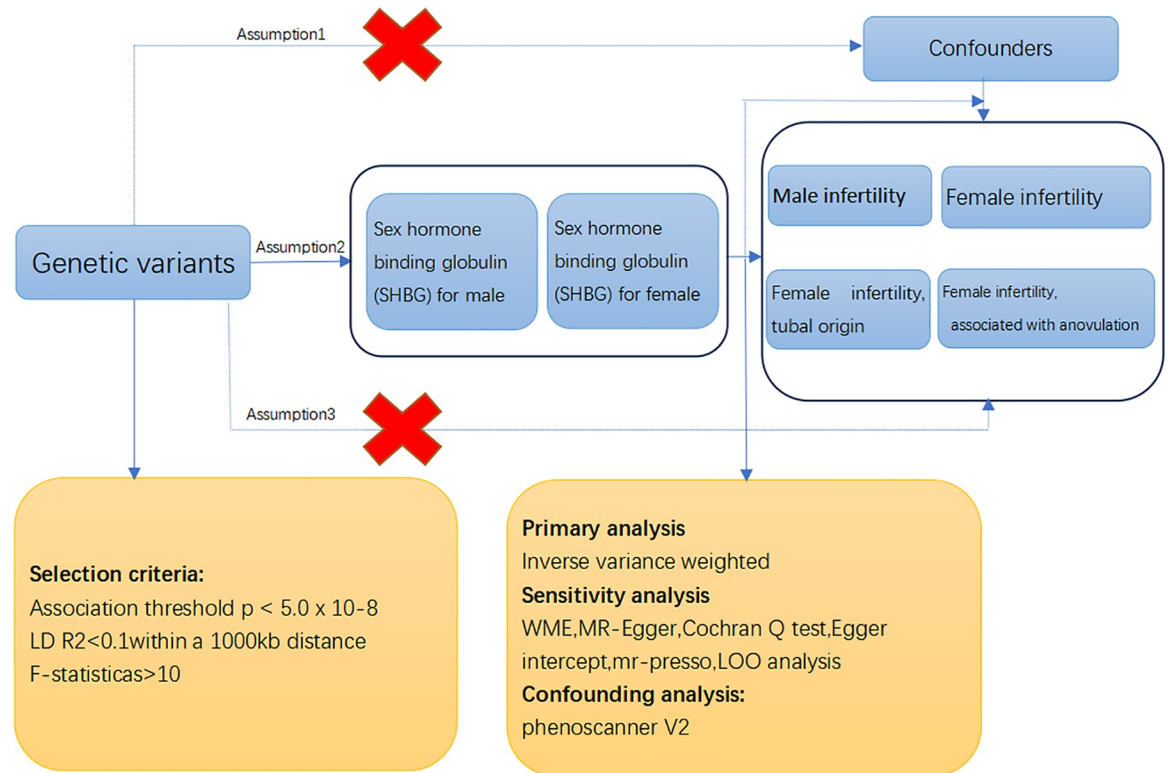 Assumption1
Confounders
Male infertility
Female infertility
Genetic variants
Assumption2
Sex hormone
binding globulin
(SHBG) for male
Sex hormone
binding globulin
(SHBG) for female
Female infertility,
tubal origin
Female infertility,
associated with anovulation
Assumption3
Selection criteria:
Association threshold p < 5.0 x 10-8
LD R2<0.1within a 1000kb distance
F-statisticas>10
Primary analysis
Inverse variance weighted
Sensitivity analysis
WME,MR-Egger,Cochran Q test,Egger
intercept,mr-presso,LOO analysis
Confounding analysis:
phenoscanner V2